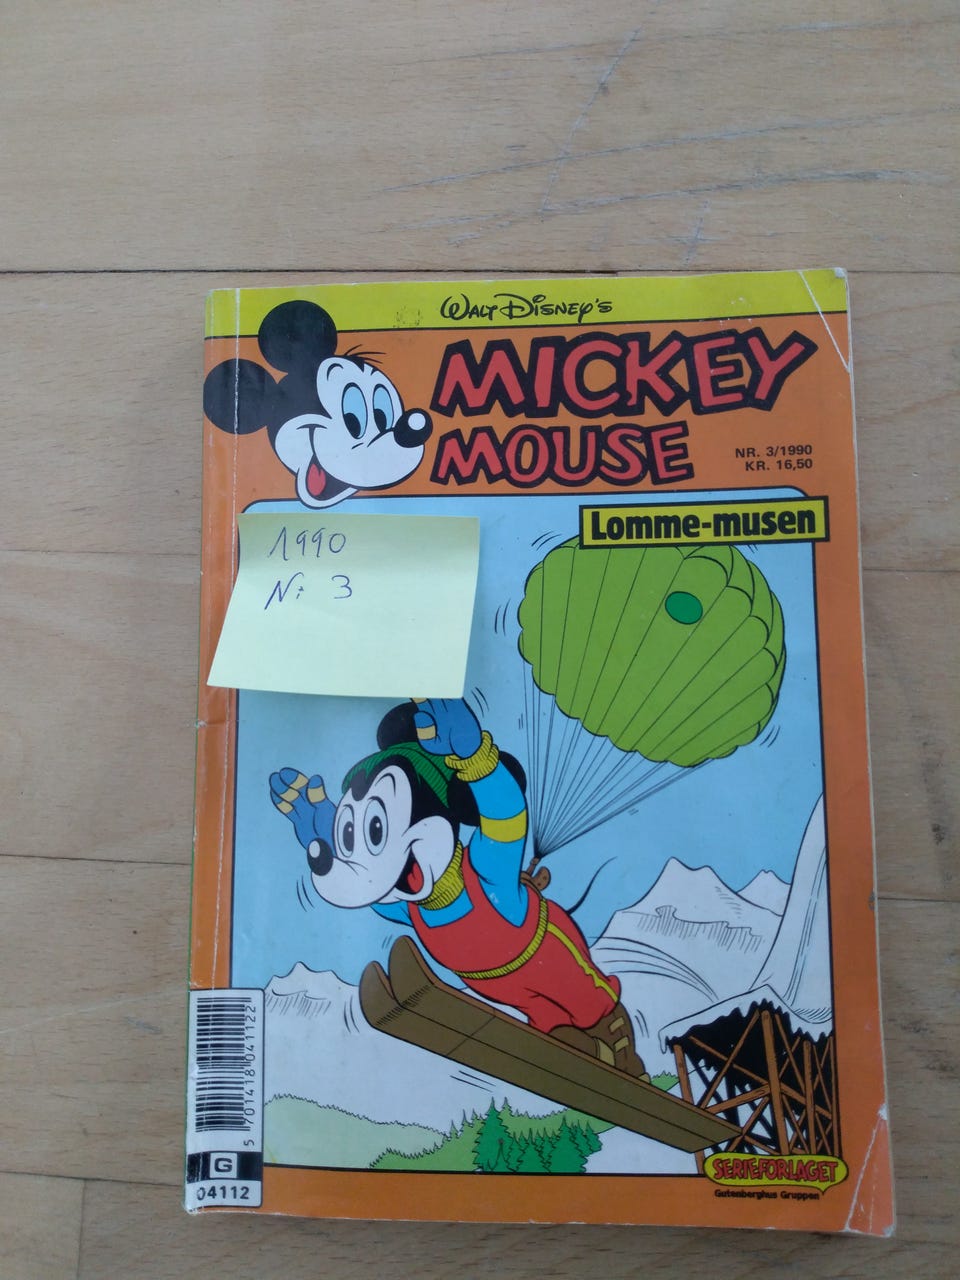 WALT DISNEY'S
MICKEY
MOUSE
NR. 3/1990
KR. 16,50
Lomme-musen
1990
Nr 3
5 701418 041122
G
04112
SERIEFORLAGET
Gutenberghus Gruppen